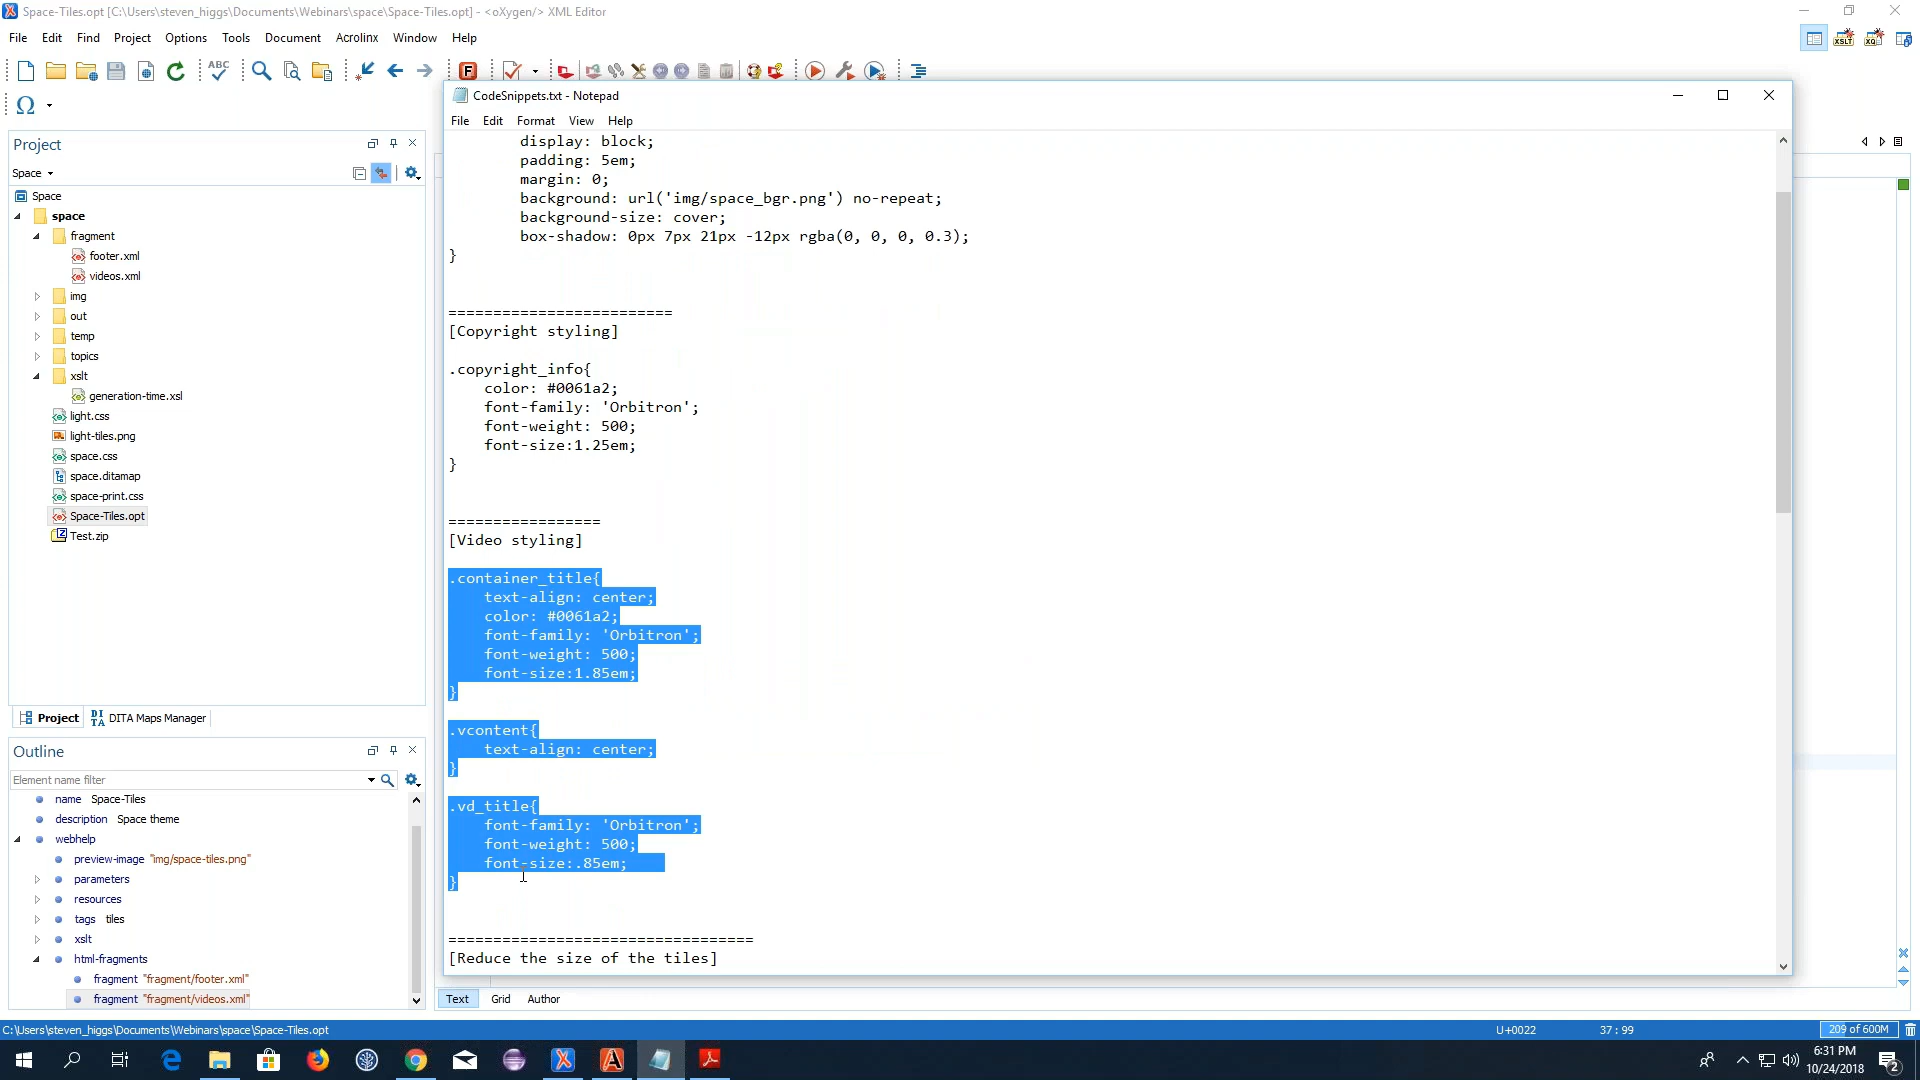 Space-Tiles.opt [C:\Users\steven_higgs\Documents\Webinars\space\Space-Tiles.opt] - <oXygen/> XML Editor
File Edit Find Project Options Tools Document Acrolinx Window Help
ABC
F
XSLT
XQ
Ω
CodeSnippets.txt - Notepad
File Edit Format View Help
Project
Space
Space
space
fragment
footer.xml
videos.xml
img
out
temp
topics
xslt
generation-time.xsl
light.css
light-tiles.png
space.css
space.ditamap
space-print.css
Space-Tiles.opt
Test.zip
Project
DITA DITA Maps Manager
Outline
Element name filter
name Space-Tiles
description Space theme
webhelp
preview-image "img/space-tiles.png"
parameters
resources
tags tiles
xslt
html-fragments
fragment "fragment/footer.xml"
fragment "fragment/videos.xml"
display: block;
padding: 5em;
margin: 0;
background: url('img/space_bgr.png') no-repeat;
background-size: cover;
box-shadow: 0px 7px 21px -12px rgba(0, 0, 0, 0.3);
}
=========================
[Copyright styling]
.copyright_info{
color: #0061a2;
font-family: 'Orbitron';
font-weight: 500;
font-size:1.25em;
}
=================
[Video styling]
.container_title{
text-align: center;
color: #0061a2;
font-family: 'Orbitron';
font-weight: 500;
font-size:1.85em;
}
.vcontent{
text-align: center;
}
.vd_title{
font-family: 'Orbitron';
font-weight: 500;
font-size:.85em;
}
==================================
[Reduce the size of the tiles]
Text Grid Author
C:\Users\steven_higgs\Documents\Webinars\space\Space-Tiles.opt
U+0022
37 : 99
209 of 600M
6:31 PM
10/24/2018
2